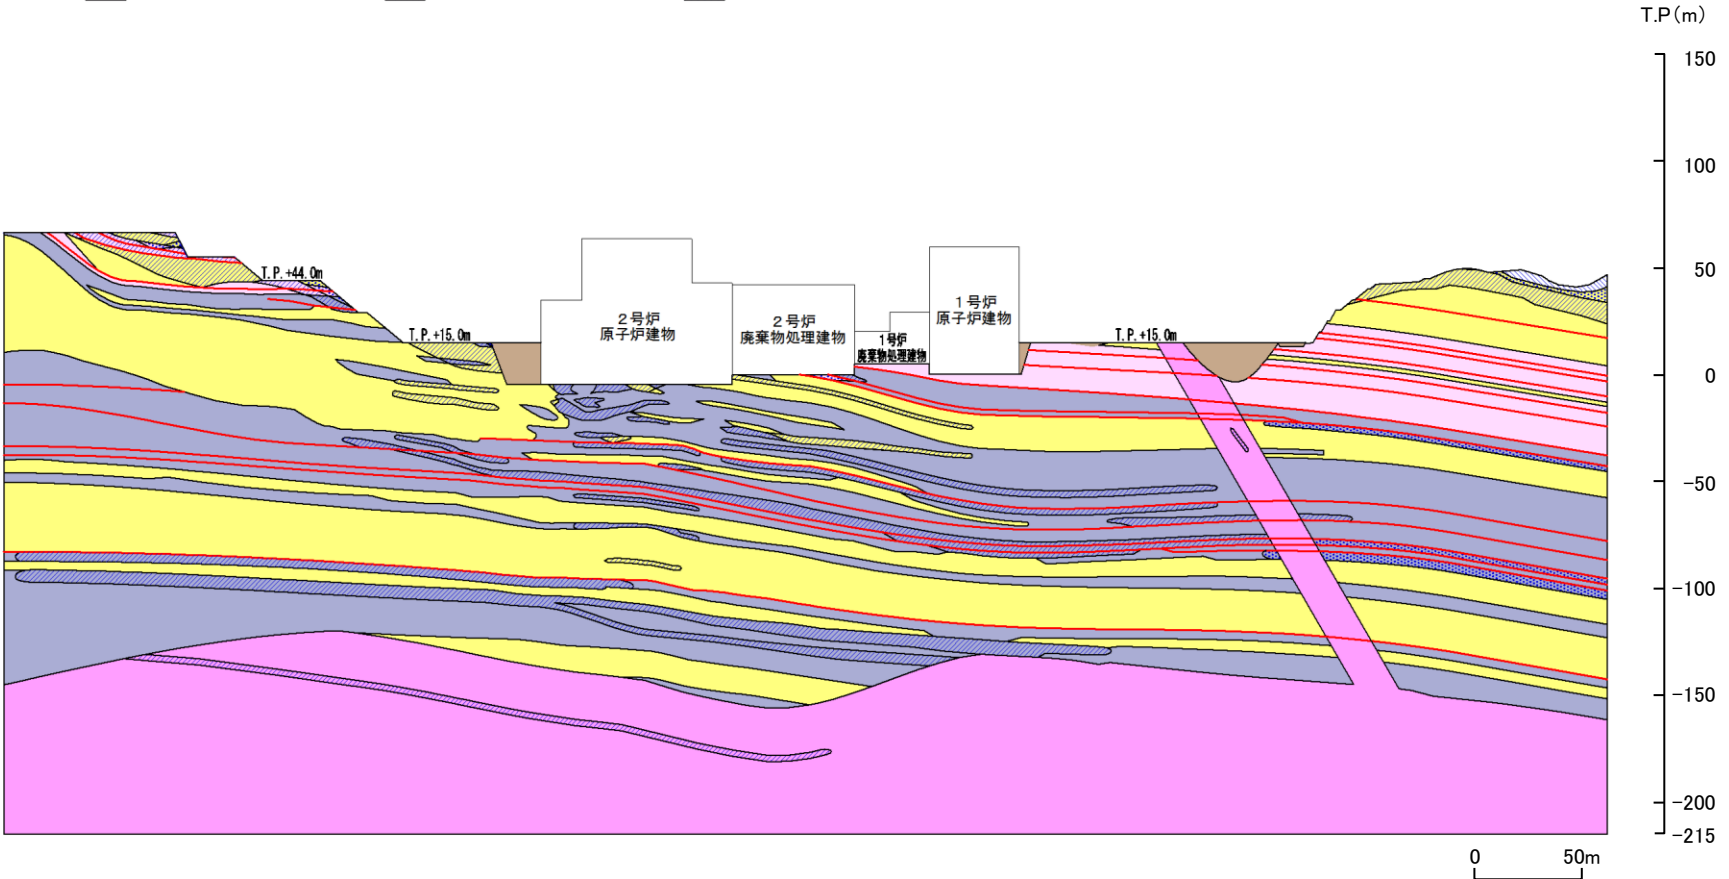 T.P(m)
150
100
50
0
-50
-100
-150
-200
-215
T.P.+44.0m
T.P.+15.0m
2号炉
原子炉建物
2号炉
廃棄物処理建物
1号炉
廃棄物処理建物
1号炉
原子炉建物
T.P.+15.0m
0 50m